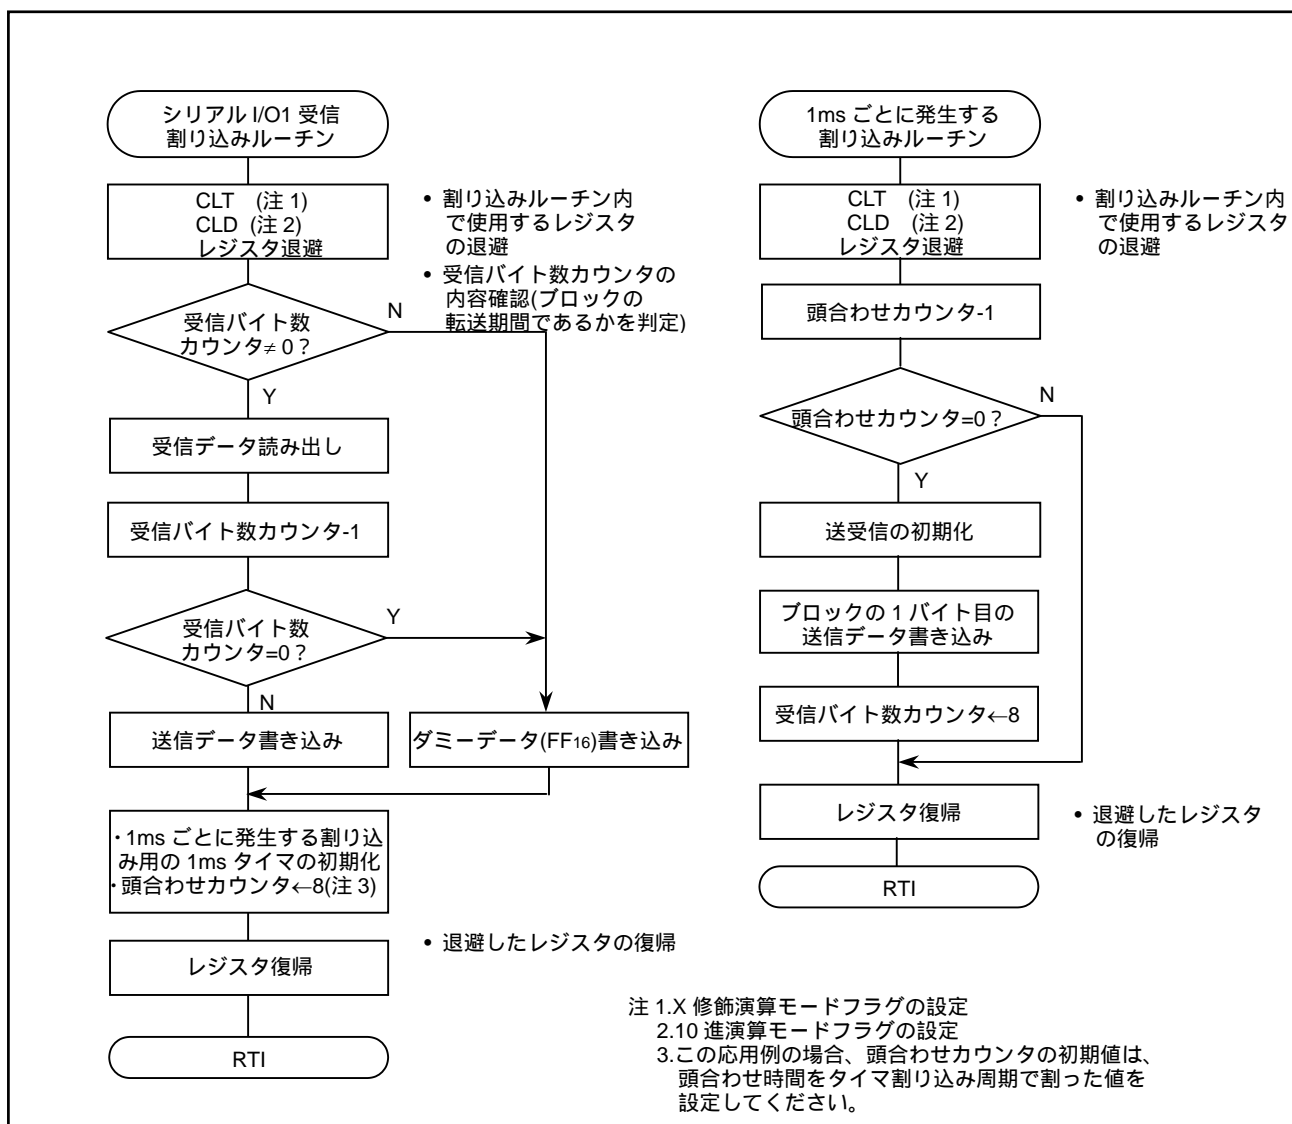 シリアル I/O1 受信
割り込みルーチン
CLT (注 1)
CLD (注 2)
レジスタ退避
• 割り込みルーチン内
で使用するレジスタ
の退避
• 受信バイト数カウンタの
内容確認(ブロックの
転送期間であるかを判定)
受信バイト数
カウンタ≠ 0？
N
Y
受信データ読み出し
受信バイト数カウンタ-1
受信バイト数
カウンタ=0？
Y
N
送信データ書き込み
ダミーデータ(FF16)書き込み
・1ms ごとに発生する割り込
み用の 1ms タイマの初期化
・頭合わせカウンタ←8(注 3)
レジスタ復帰
• 退避したレジスタの復帰
RTI
1ms ごとに発生する
割り込みルーチン
CLT (注 1)
CLD (注 2)
レジスタ退避
• 割り込みルーチン内
で使用するレジスタ
の退避
頭合わせカウンタ-1
頭合わせカウンタ=0？
N
Y
送受信の初期化
ブロックの 1 バイト目の
送信データ書き込み
受信バイト数カウンタ←8
レジスタ復帰
• 退避したレジスタ
の復帰
RTI
注 1.X 修飾演算モードフラグの設定
2.10 進演算モードフラグの設定
3.この応用例の場合、頭合わせカウンタの初期値は、
頭合わせ時間をタイマ割り込み周期で割った値を
設定してください。